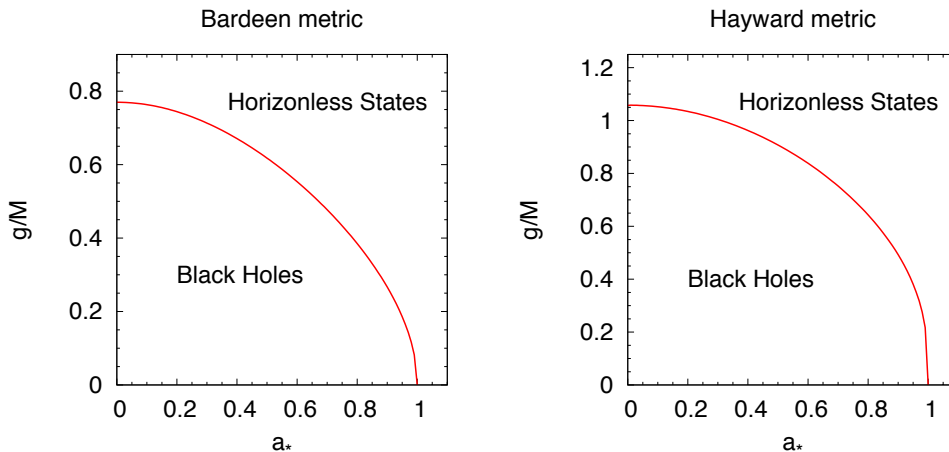 Bardeen metric
Horizonless States
Black Holes
g/M
0
0.2
0.4
0.6
0.8
0 0.2 0.4 0.6 0.8 1
a*
Hayward metric
Horizonless States
Black Holes
g/M
0
0.2
0.4
0.6
0.8
1
1.2
0 0.2 0.4 0.6 0.8 1
a*